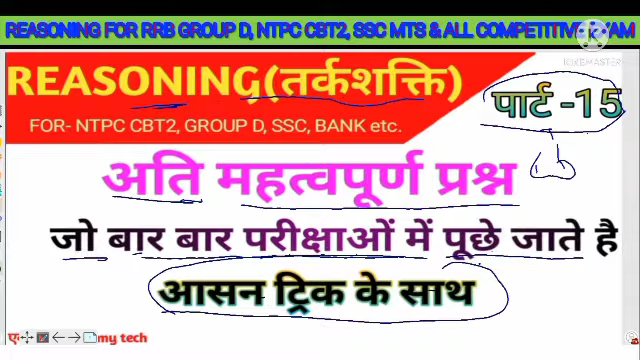 REASONING FOR RRB GROUP D, NTPC CBT2, SSC MTS & ALL COMPETITIVE EXAM
REASONING(तर्कशक्ति)
पार्ट -15
FOR- NTPC CBT2, GROUP D, SSC, BANK etc.
अति महत्वपूर्ण प्रश्न
जो बार बार परीक्षाओं में पूछे जाते है
आसन ट्रिक के साथ
my tech